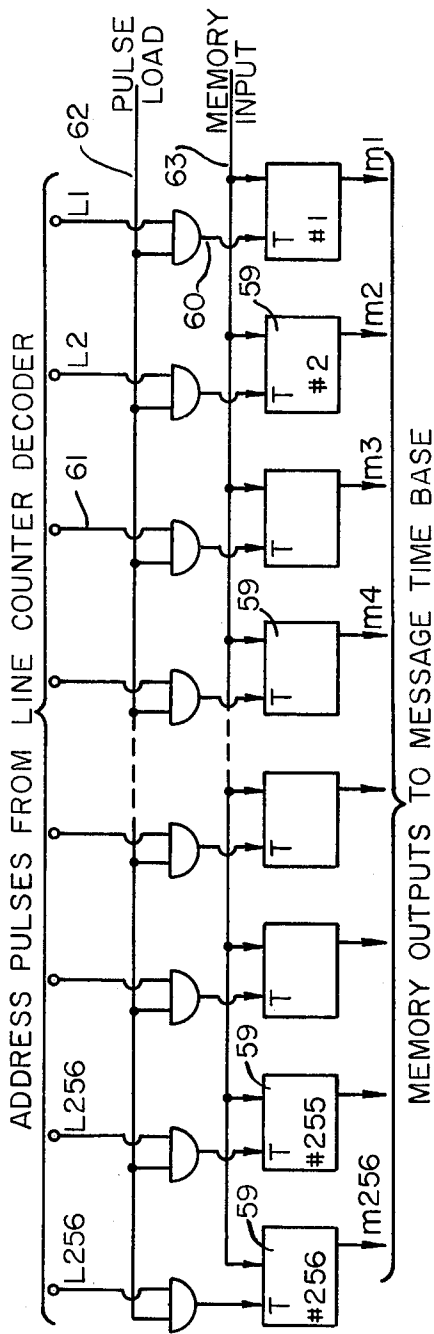 ADDRESS PULSES FROM LINE COUNTER DECODER
L256 L256 61 L2 L1 62
PULSE
LOAD
60
MEMORY
INPUT
63
59 59 59 59
T T T T T T T T
#256 #255 #2 #1
m256 m4 m3 m2 m1
MEMORY OUTPUTS TO MESSAGE TIME BASE